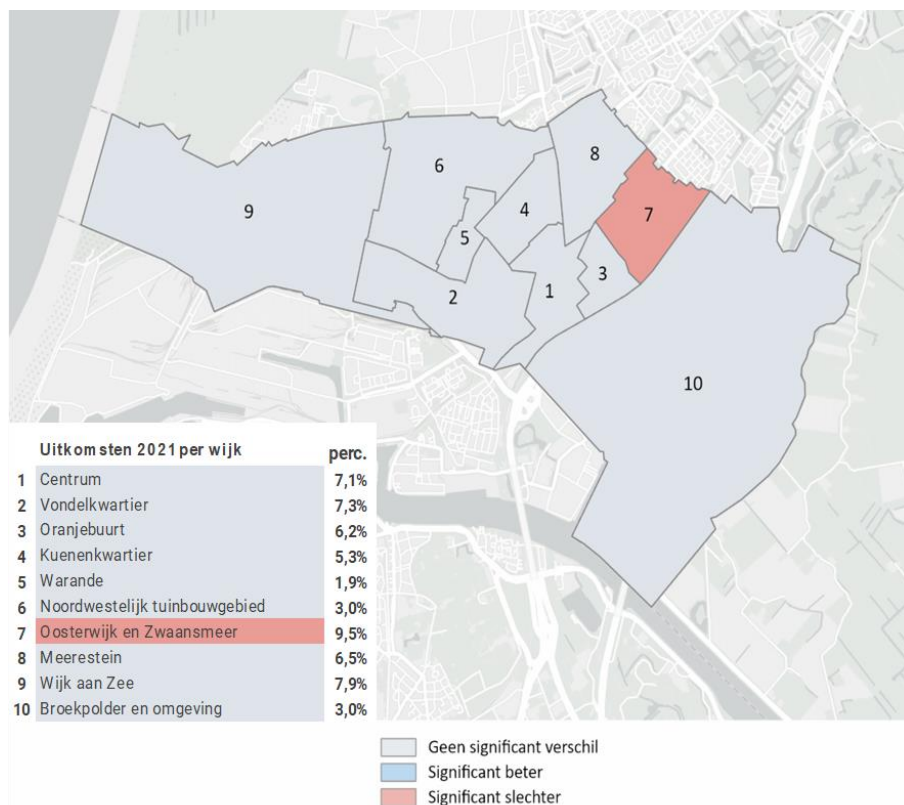 8
6
7
4
9
5
3
1
2
10
Uitkomsten 2021 per wijk perc.
1 Centrum 7,1%
2 Vondelkwartier 7,3%
3 Oranjebuurt 6,2%
4 Kuenenkwartier 5,3%
5 Warande 1,9%
6 Noordwestelijk tuinbouwgebied 3,0%
7 Oosterwijk en Zwaansmeer 9,5%
8 Meerestein 6,5%
9 Wijk aan Zee 7,9%
10 Broekpolder en omgeving 3,0%
Geen significant verschil
Significant beter
Significant slechter